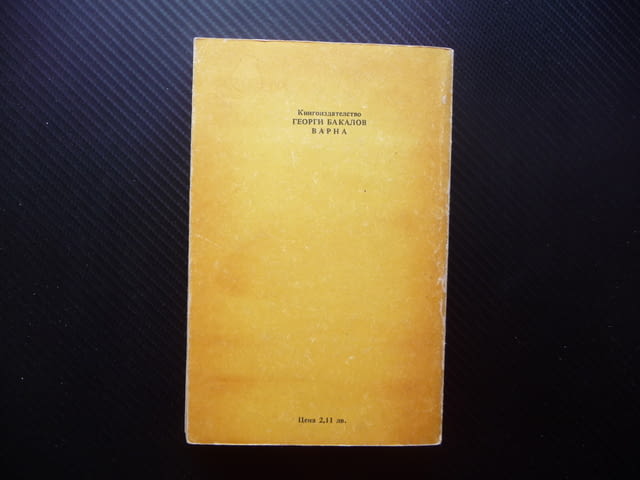 Книгоиздателство
ГЕОРГИ БАКАЛОВ
ВАРНА
Цена 2,11 лв.